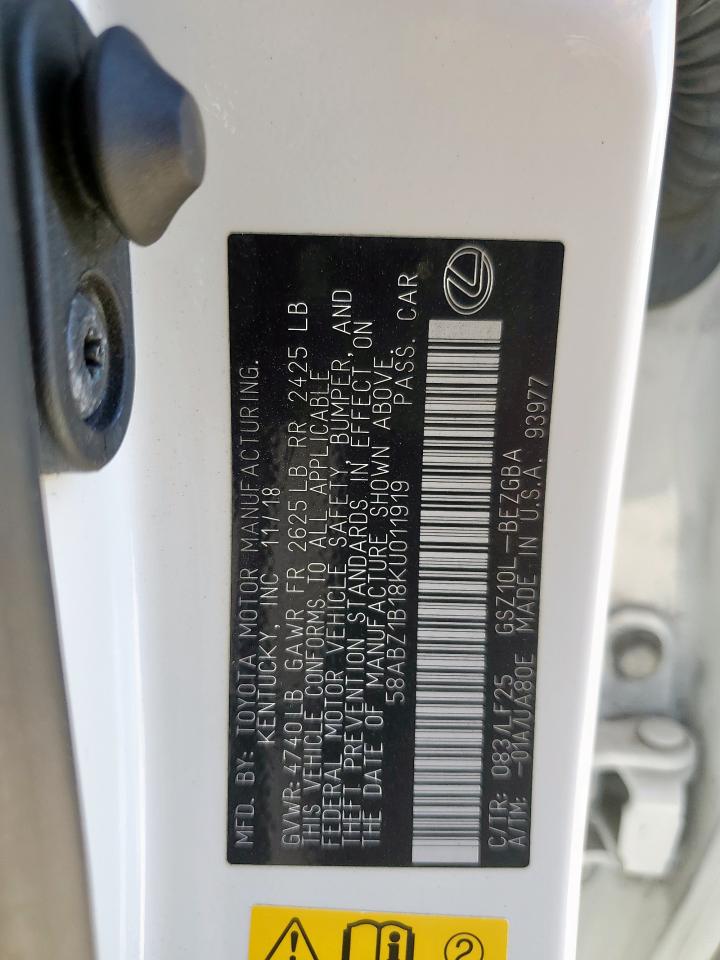 MFD. BY: TOYOTA MOTOR MANUFACTURING.
KENTUCKY, INC 11/18
GVWR: 4740LB GAWR FR 2625LB RR 2425 LB
THIS VEHICLE CONFORMS TO ALL APPLICABLE
FEDERAL MOTOR VEHICLE SAFETY, BUMPER, AND
THEFT PREVENTION STANDARDS IN EFFECT ON
THE DATE OF MANUFACTURE SHOWN ABOVE.
58ABZ1B18KU011919 PASS. CAR
C/TR: 083/LF25 GSZ10L-BEZGBA
A/TM: -01A/UA80E MADE IN U.S.A. 93977
2